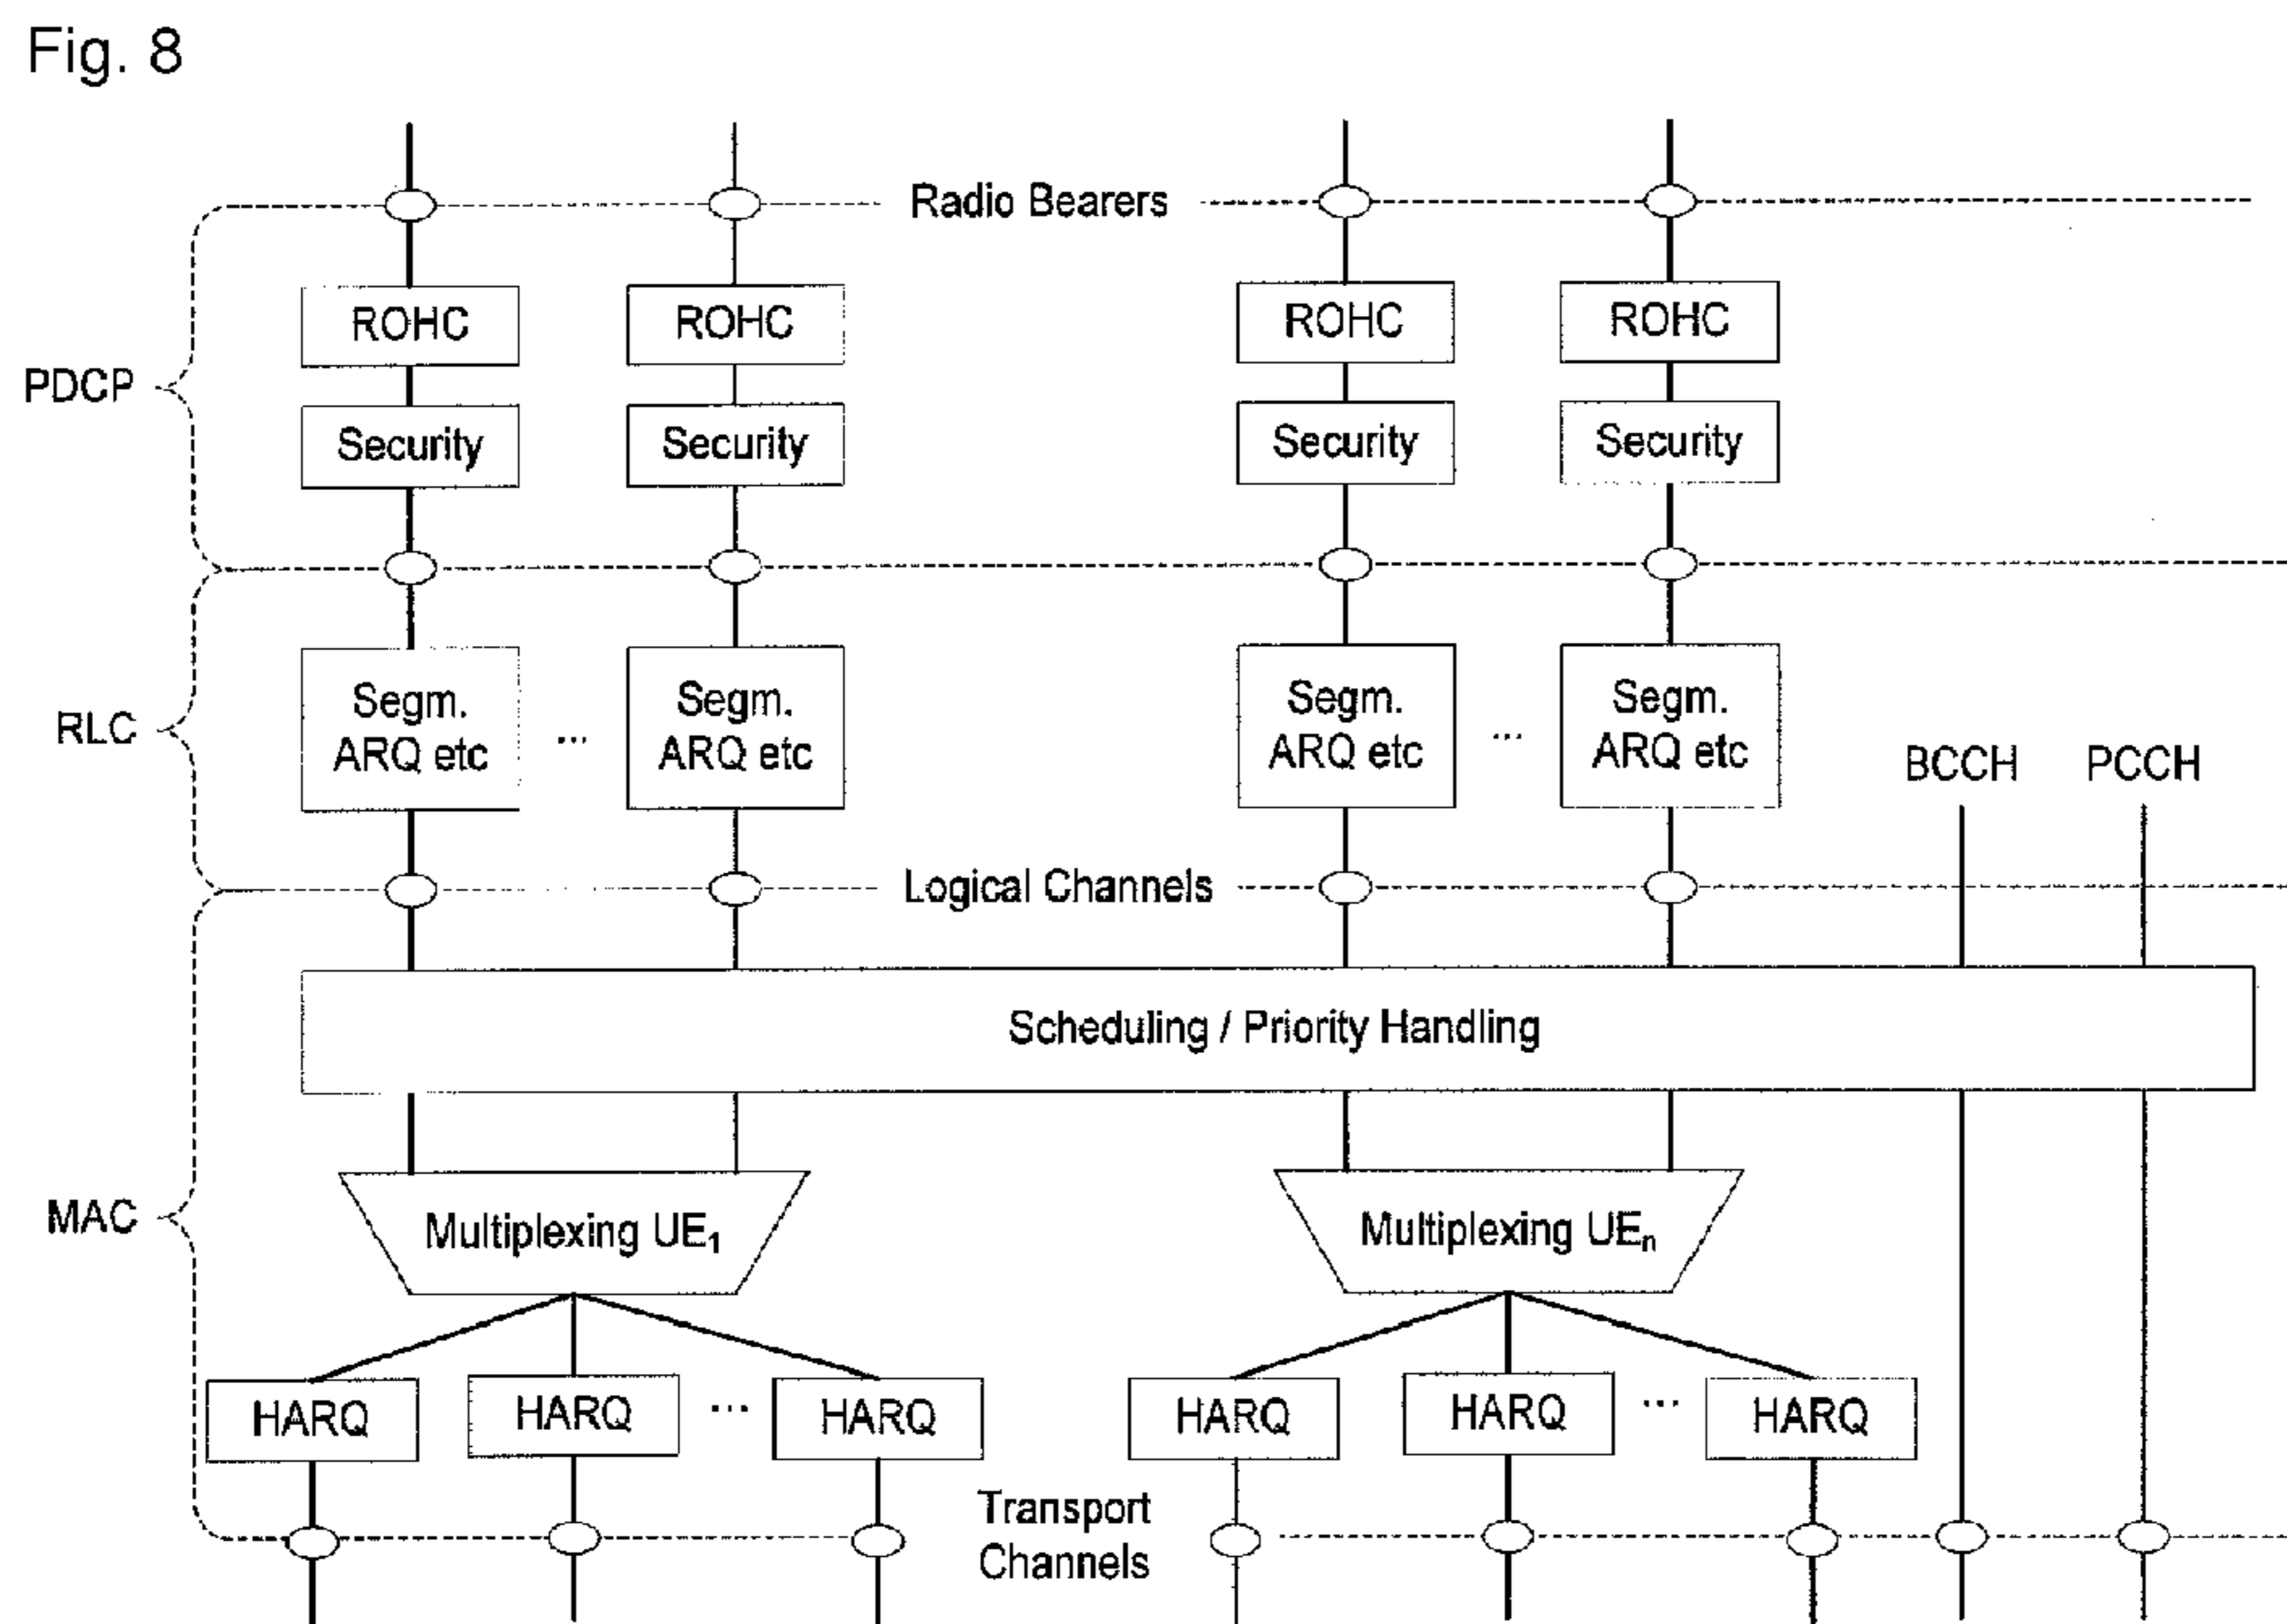 Fig. 8
Radio Bearers
ROHC ROHC ROHC ROHC
PDCP
Security Security Security Security
Segm. ARQ etc ... Segm. ARQ etc Segm. ARQ etc ... Segm. ARQ etc
RLC
BCCH PCCH
Logical Channels
Scheduling / Priority Handling
MAC
Multiplexing UE1 Multiplexing UEn
HARQ HARQ ... HARQ HARQ HARQ ... HARQ
Transport
Channels